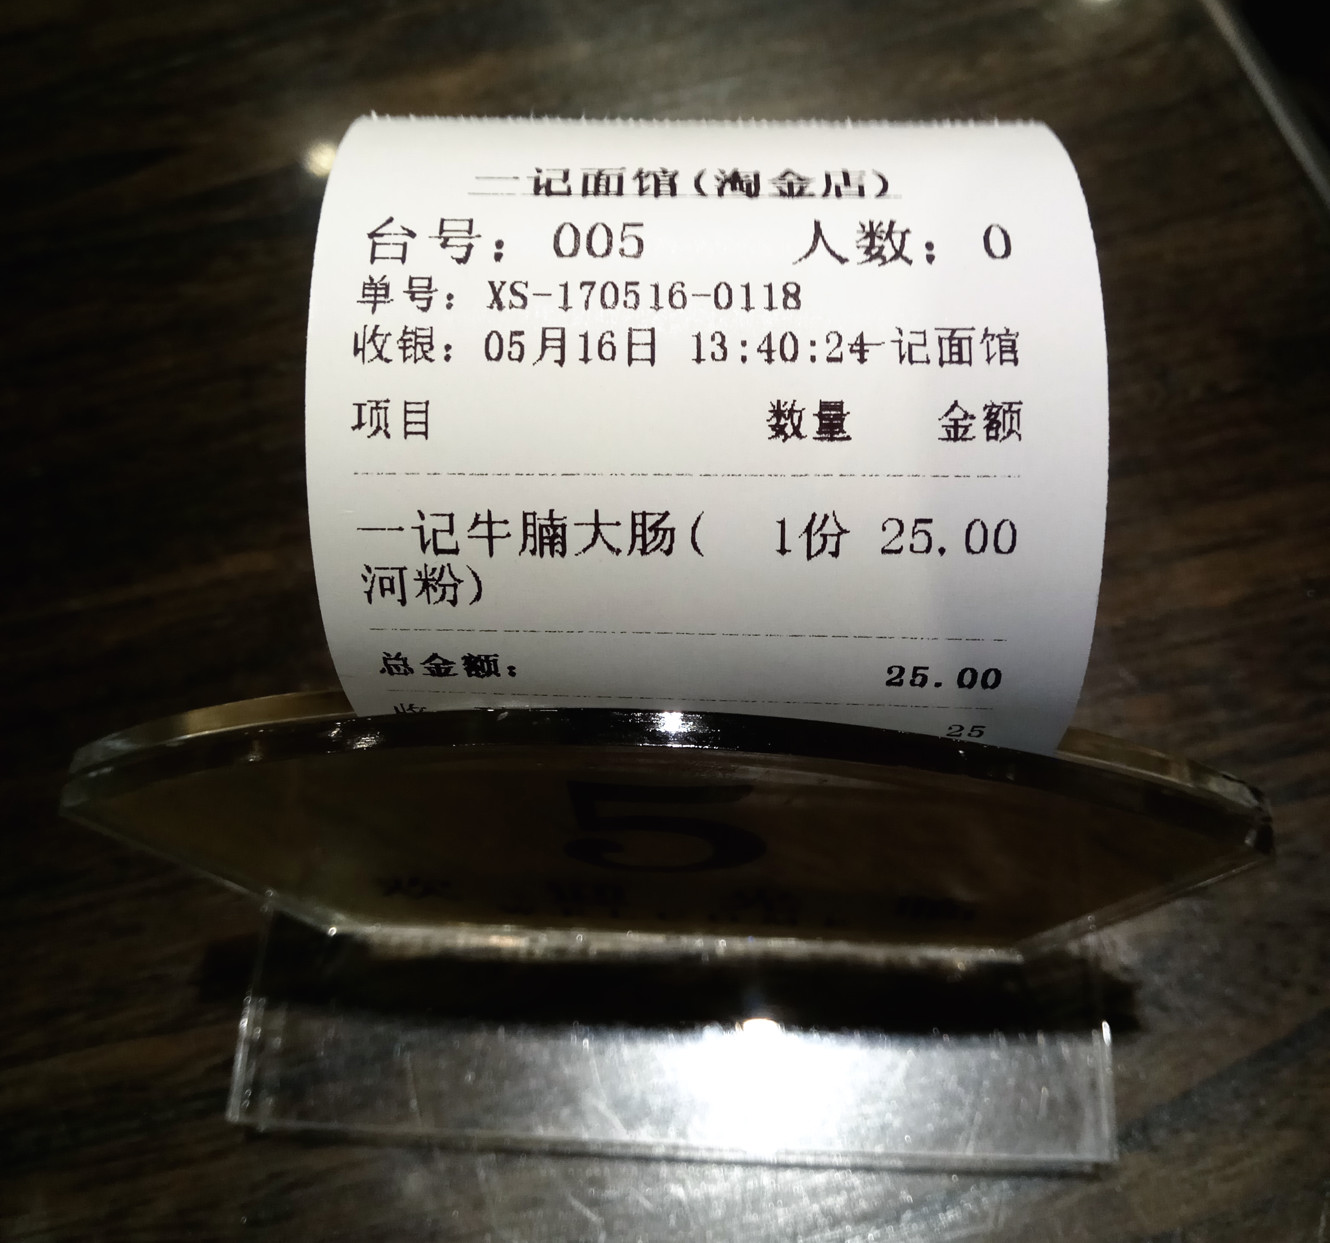 一记面馆(淘金店)
台号: 005 人数: 0
单号: XS-170516-0118
收银: 05月16日 13:40:24一记面馆
项目 数量 金额
一记牛腩大肠( 1份 25.00
河粉)
总金额: 25.00
收 25
5